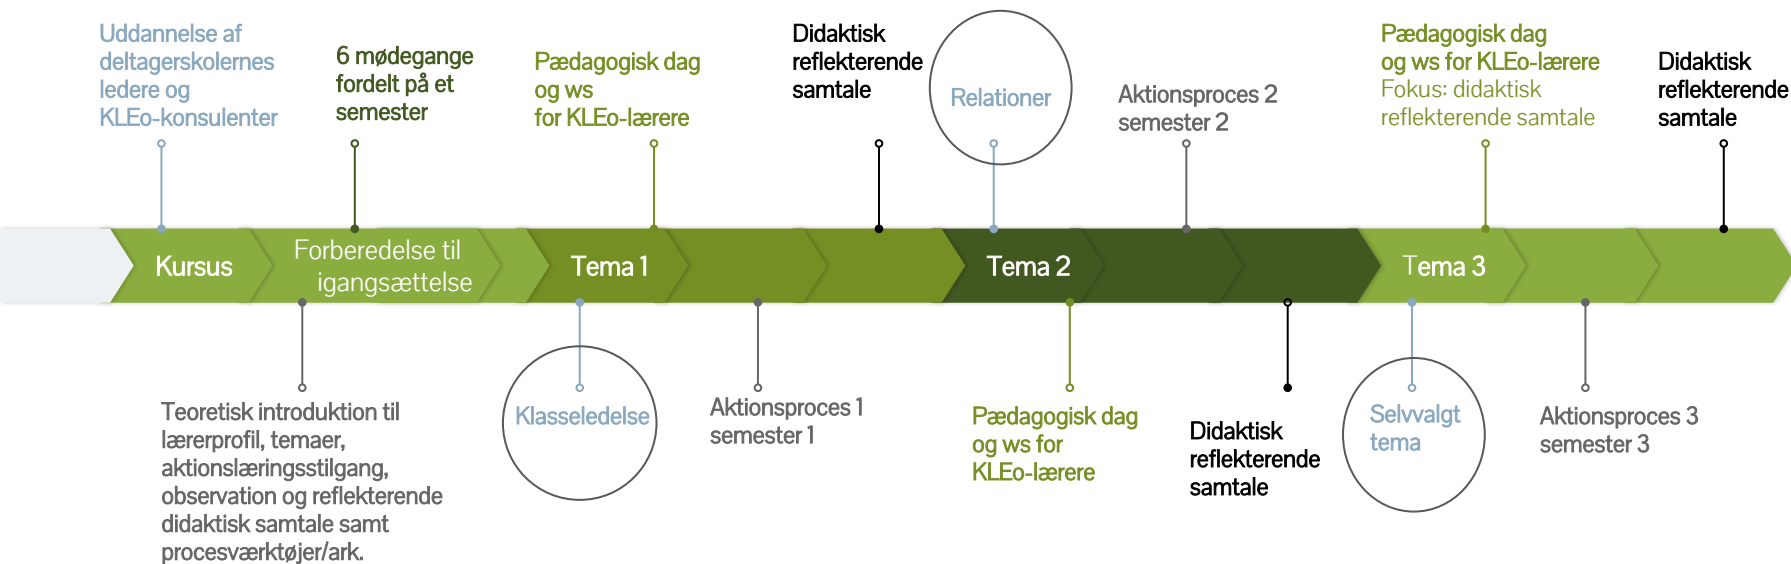 Uddannelse af
deltagerskolernes
ledere og
KLEo-konsulenter
6 mødegange
fordelt på et
semester
Pædagogisk dag
og ws
for KLEo-lærere
Didaktisk
reflekterende
samtale
Relationer
Aktionsproces 2
semester 2
Pædagogisk dag
og ws for KLEo-lærere
Fokus: didaktisk
reflekterende samtale
Didaktisk
reflekterende
samtale
Kursus
Forberedelse til
igangsættelse
Tema 1
Tema 2
Tema 3
Teoretisk introduktion til
lærerprofil, temaer,
aktionslæringsstilgang,
observation og reflekterende
didaktisk samtale samt
procesværktøjer/ark.
Klasseledelse
Aktionsproces 1
semester 1
Pædagogisk dag
og ws for
KLEo-lærere
Didaktisk
reflekterende
samtale
Selvvalgt
tema
Aktionsproces 3
semester 3